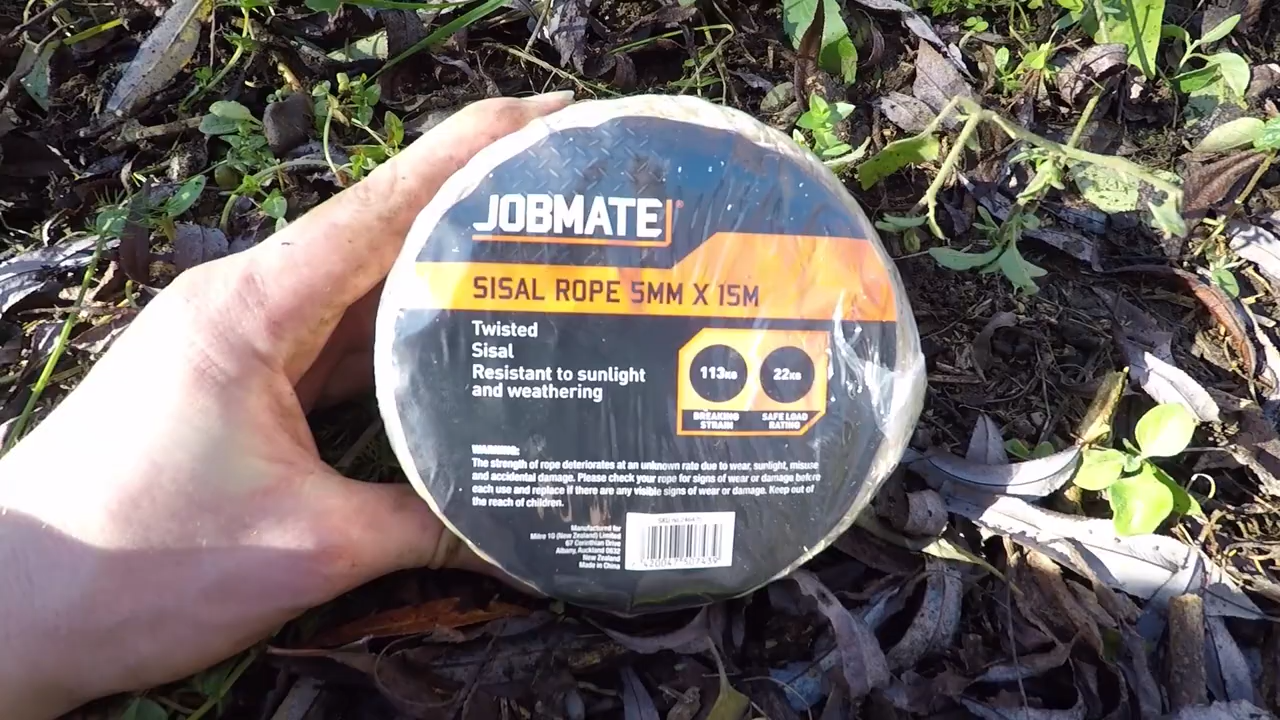 JOBMATE
SISAL ROPE 5MM X 15M
Twisted
Sisal
Resistant to sunlight
and weathering
113KG
22KG
BREAKING
STRAIN
SAFE LOAD
RATING
WARNING:
The strength of rope deteriorates at an unknown rate due to wear, sunlight, misuse
and accidental damage. Please check your rope for signs of wear or damage before
each use and replace if there are any visible signs of wear or damage. Keep out of
the reach of children.
Manufactured for
Mitre 10 (New Zealand) Limited
67 Corinthian Drive
Albany, Auckland 0632
New Zealand
Made in China
SKU
420047 507439